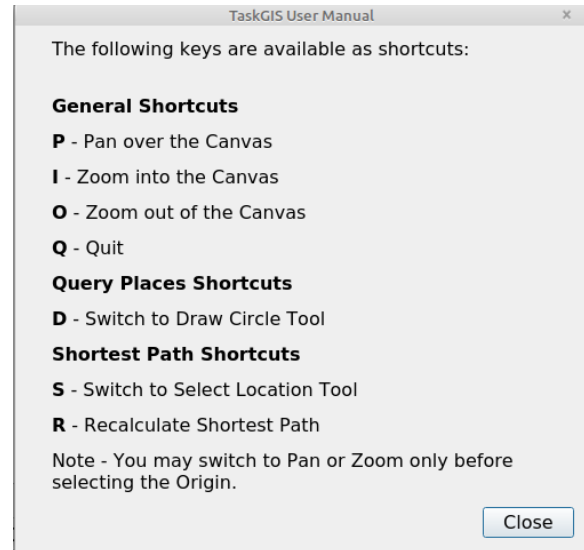 TaskGIS User Manual
The following keys are available as shortcuts:
General Shortcuts
P - Pan over the Canvas
I - Zoom into the Canvas
O - Zoom out of the Canvas
Q - Quit
Query Places Shortcuts
D - Switch to Draw Circle Tool
Shortest Path Shortcuts
S - Switch to Select Location Tool
R - Recalculate Shortest Path
Note - You may switch to Pan or Zoom only before
selecting the Origin.
Close